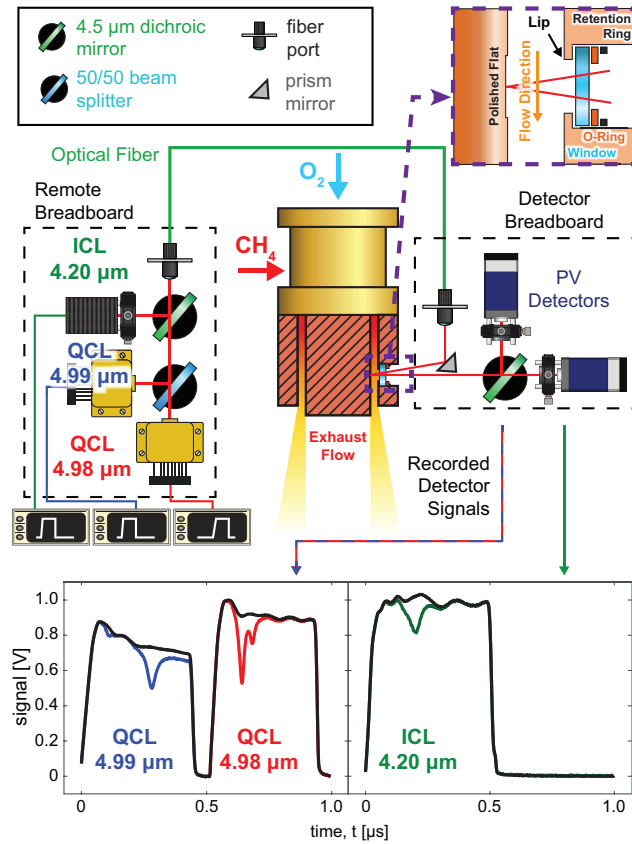 4.5 µm dichroic
mirror
50/50 beam
splitter
fiber
port
prism
mirror
Polished Flat
Flow Direction
Lip
Retention
Ring
O-Ring
Window
Optical Fiber
Remote
Breadboard
ICL
4.20 µm
QCL
4.99 µm
QCL
4.98 µm
O2
CH4
Exhaust
Flow
Detector
Breadboard
PV
Detectors
Recorded
Detector
Signals
signal [V]
1.0
0.8
0.6
0.4
0.2
0
QCL
4.99 µm
QCL
4.98 µm
ICL
4.20 µm
0
0.5
1.0
0
0.5
1.0
time, t [µs]